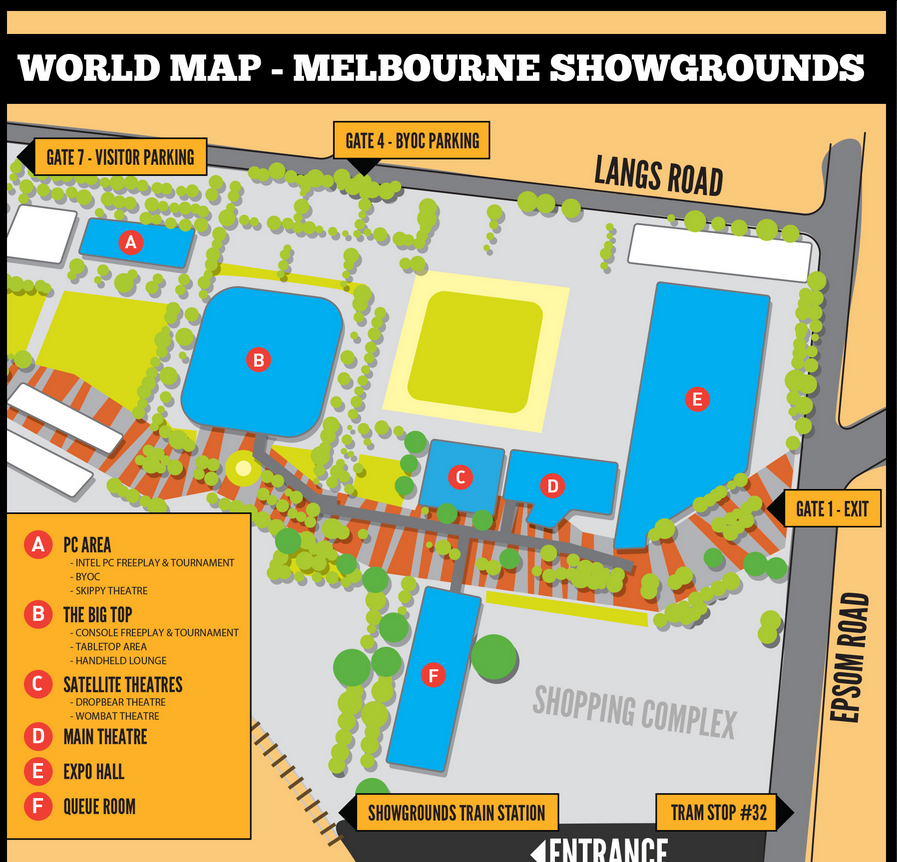 WORLD MAP - MELBOURNE SHOWGROUNDS
GATE 4 - BYOC PARKING
GATE 7 - VISITOR PARKING
LANGS ROAD
A
B
E
C
D
GATE 1 - EXIT
A PC AREA
- INTEL PC FREEPLAY & TOURNAMENT
- BYOC
- SKIPPY THEATRE
B THE BIG TOP
- CONSOLE FREEPLAY & TOURNAMENT
- TABLETOP AREA
- HANDHELD LOUNGE
C SATELLITE THEATRES
- DROPBEAR THEATRE
- WOMBAT THEATRE
D MAIN THEATRE
E EXPO HALL
F QUEUE ROOM
F
EPSOM ROAD
SHOPPING COMPLEX
SHOWGROUNDS TRAIN STATION
TRAM STOP #32
ENTRANCE